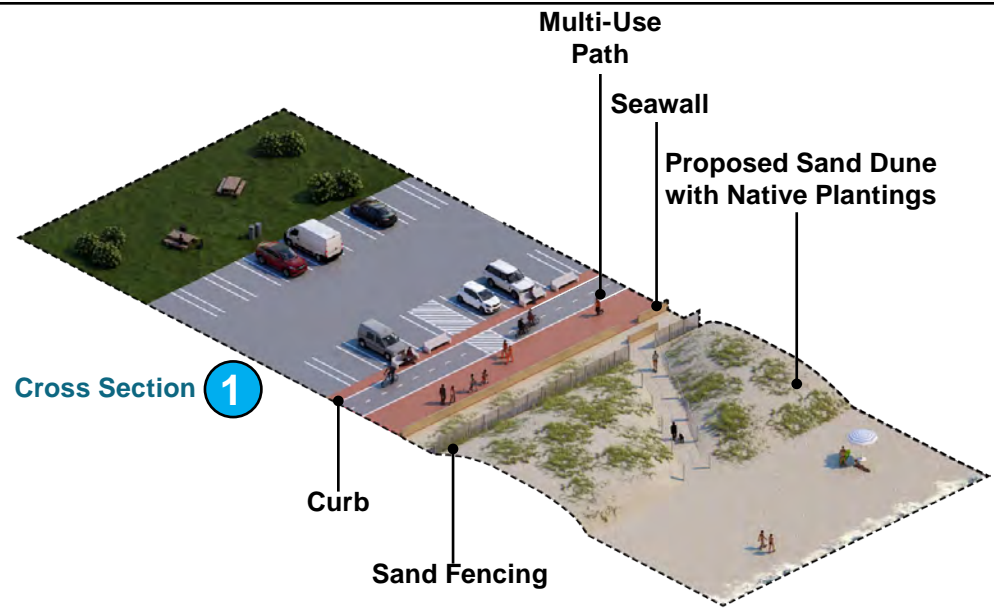 Multi-Use
Path
Seawall
Proposed Sand Dune
with Native Plantings
Cross Section 1
Curb
Sand Fencing